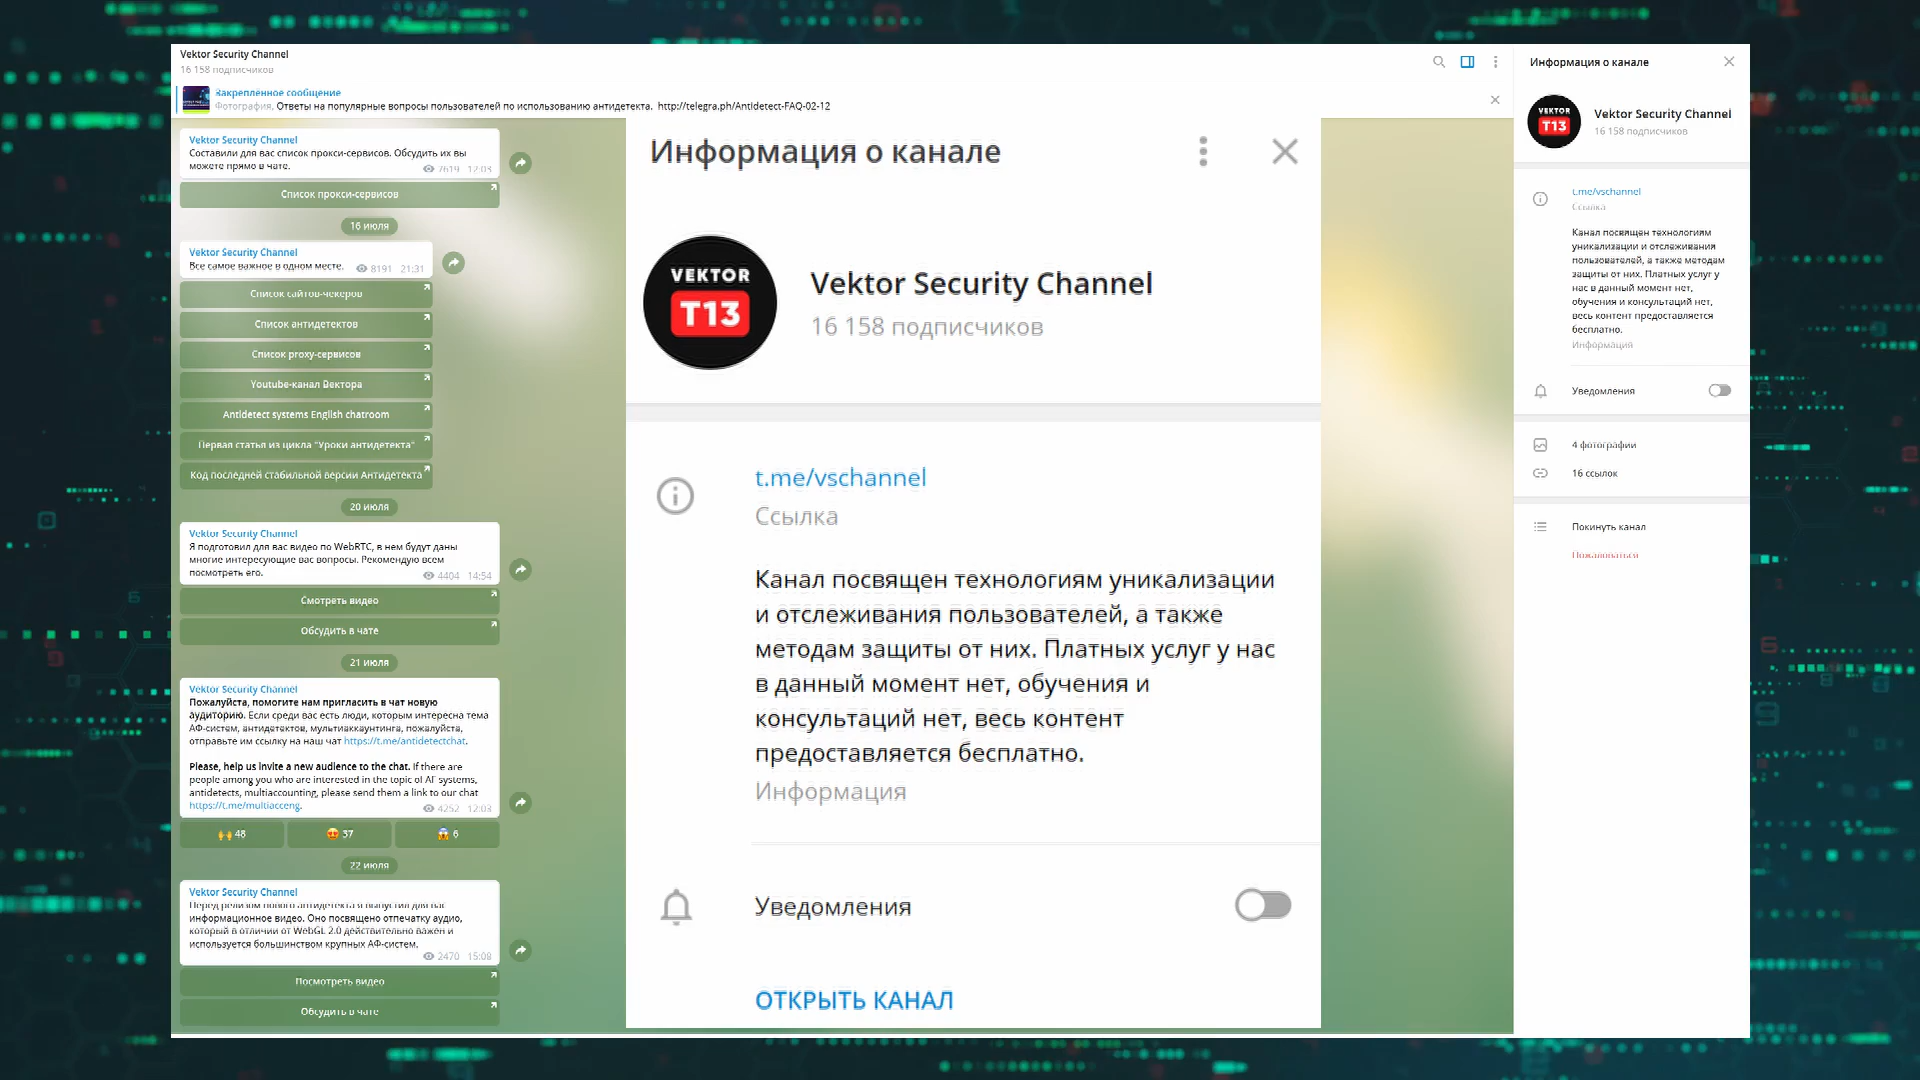 Vektor Security Channel
16 158 подписчиков
Закрепленное сообщение
Фотография, Ответы на популярные вопросы пользователей по использованию антидетекта. http://telegra.ph/Antidetect-FAQ-02-12
Vektor Security Channel
Составили для вас список прокси-сервисов. Обсудить их вы
можете прямо в чате.
7619 12:03
Список прокси-сервисов
16 июля
Vektor Security Channel
Все самое важное в одном месте.
8191 21:31
Список сайтов-чекеров
Список антидетектов
Список proxy-сервисов
Youtube-канал Вектора
Antidetect systems English chatroom
Первая статья из цикла "Уроки антидетекта"
Код последней стабильной версии Антидетекта
20 июля
Vektor Security Channel
Я подготовил для вас видео по WebRTC, в нем будут даны
многие интересующие вас вопросы. Рекомендую всем
посмотреть его.
4404 14:54
Смотреть видео
Обсудить в чате
21 июля
Vektor Security Channel
Пожалуйста, помогите нам пригласить в чат новую
аудиторию. Если среди вас есть люди, которым интересна тема
АФ-систем, антидетектов, мультиаккаунтинга, пожалуйста,
отправьте им ссылку на наш чат https://t.me/antidetectchat.
Please, help us invite a new audience to the chat. If there are
people among you who are interested in the topic of AF systems,
antidetects, multiaccounting, please send them a link to our chat
https://t.me/multiacceng.
4252 12:03
48
37
6
22 июля
Vektor Security Channel
Перед релизом нового антидетекта я выпустил для вас
информационное видео. Оно посвящено отпечатку аудио,
который в отличии от WebGL 2.0 действительно важен и
используется большинством крупных АФ-систем.
2470 15:08
Посмотреть видео
Обсудить в чате
Информация о канале
VEKTOR
T13
Vektor Security Channel
16 158 подписчиков
t.me/vschannel
Ссылка
Канал посвящен технологиям уникализации
и отслеживания пользователей, а также
методам защиты от них. Платных услуг у нас
в данный момент нет, обучения и
консультаций нет, весь контент
предоставляется бесплатно.
Информация
Уведомления
ОТКРЫТЬ КАНАЛ
Информация о канале
VEKTOR
T13
Vektor Security Channel
16 158 подписчиков
t.me/vschannel
Ссылка
Канал посвящен технологиям
уникализации и отслеживания
пользователей, а также методам
защиты от них. Платных услуг у
нас в данный момент нет,
обучения и консультаций нет,
весь контент предоставляется
бесплатно.
Информация
Уведомления
4 фотографии
16 ссылок
Покинуть канал
Пожаловаться